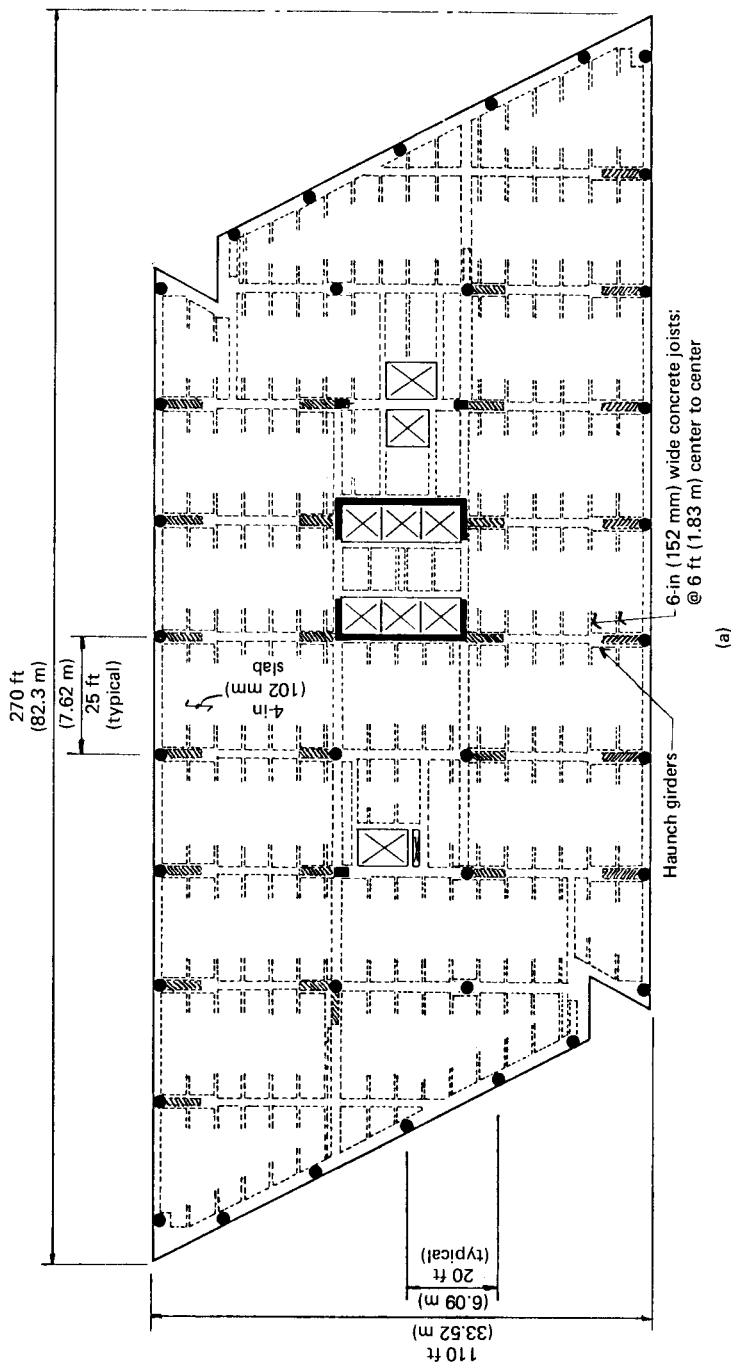 270 ft
(82.3 m)
(7.62 m)
25 ft
(typical)
4-in
(102 mm)
slab
20 ft
(typical)
(6.09 m)
110 ft
(33.52 m)
Haunch girders
6-in (152 mm) wide concrete joists:
@ 6 ft (1.83 m) center to center
(a)